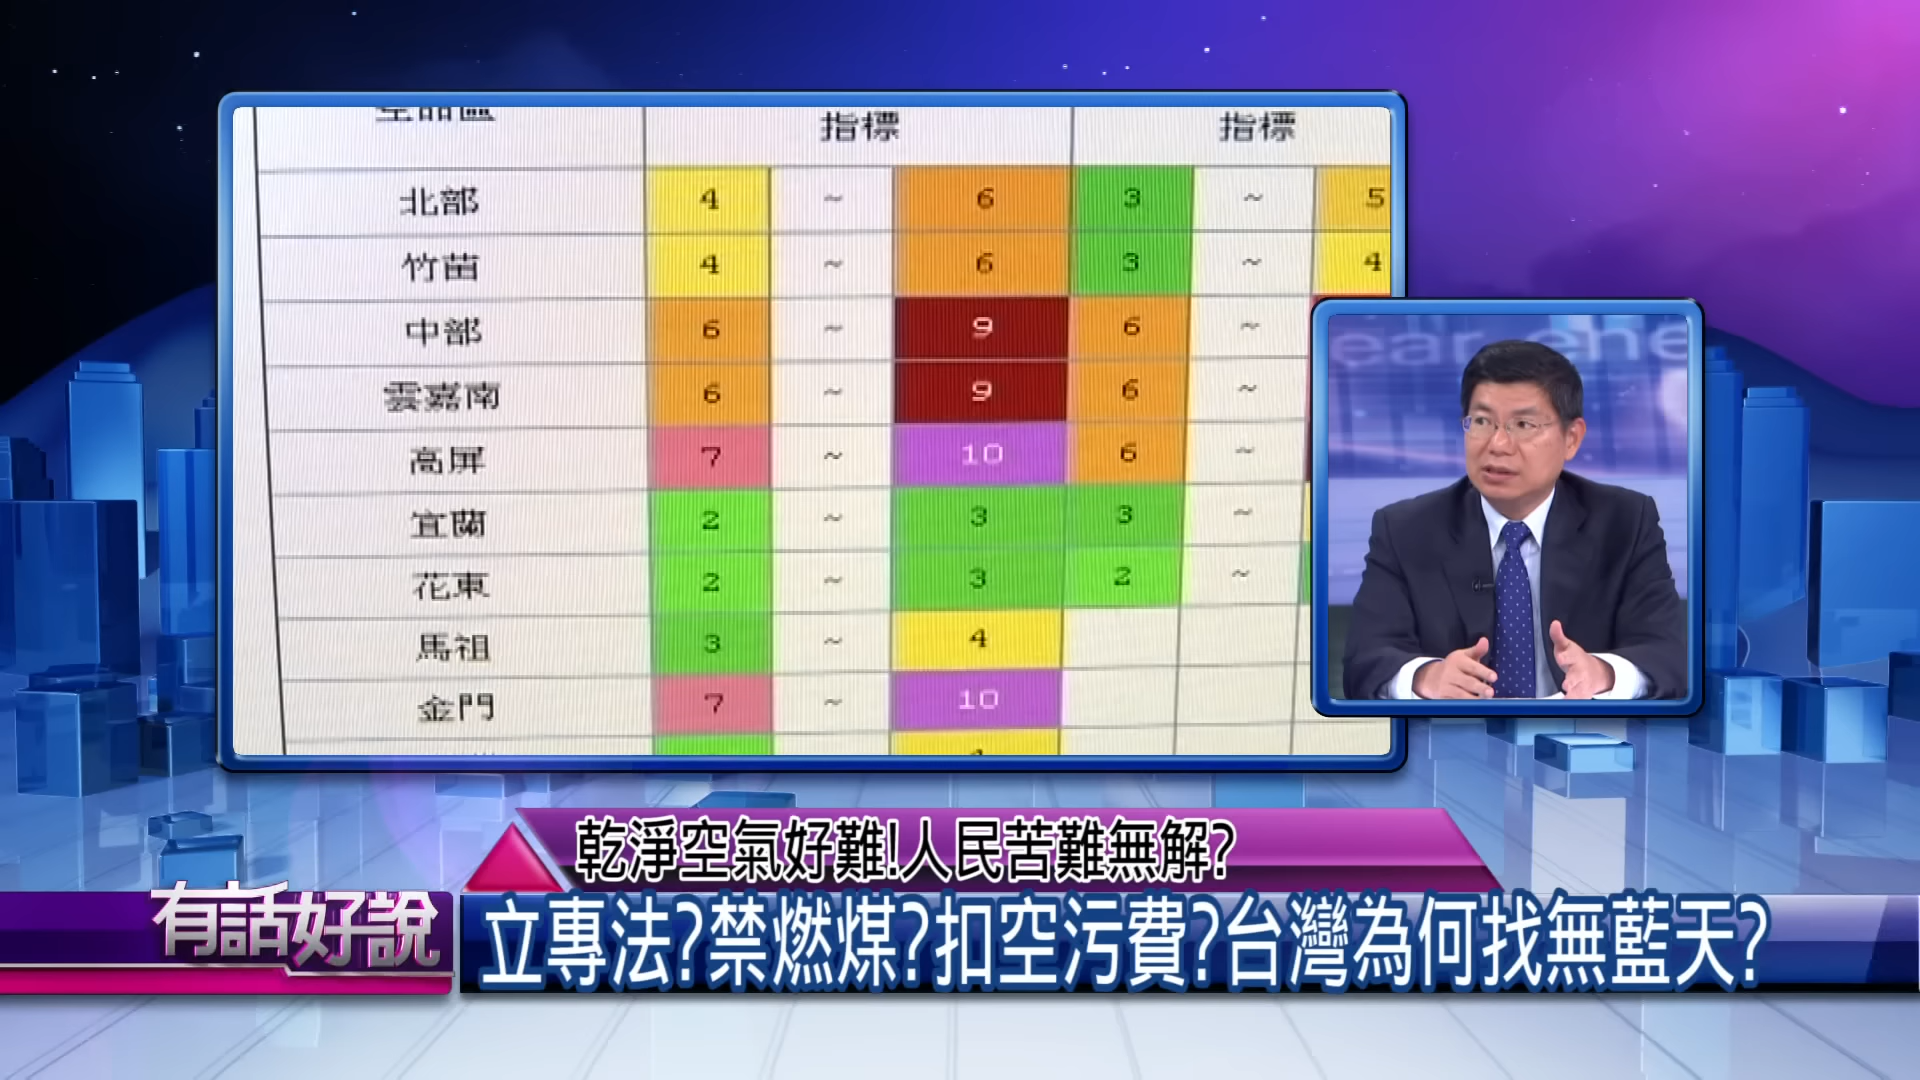 空品區 指標 指標
北部 4 ~ 6 3 ~ 5
竹苗 4 ~ 6 3 ~ 4
中部 6 ~ 9 6 ~
雲嘉南 6 ~ 9 6 ~
高屏 7 ~ 10 6 ~
宜蘭 2 ~ 3 3 ~
花東 2 ~ 3 2 ~
馬祖 3 ~ 4
金門 7 ~ 10
乾淨空氣好難!人民苦難無解?
有話好說
立專法?禁燃煤?扣空污費?台灣為何找無藍天?